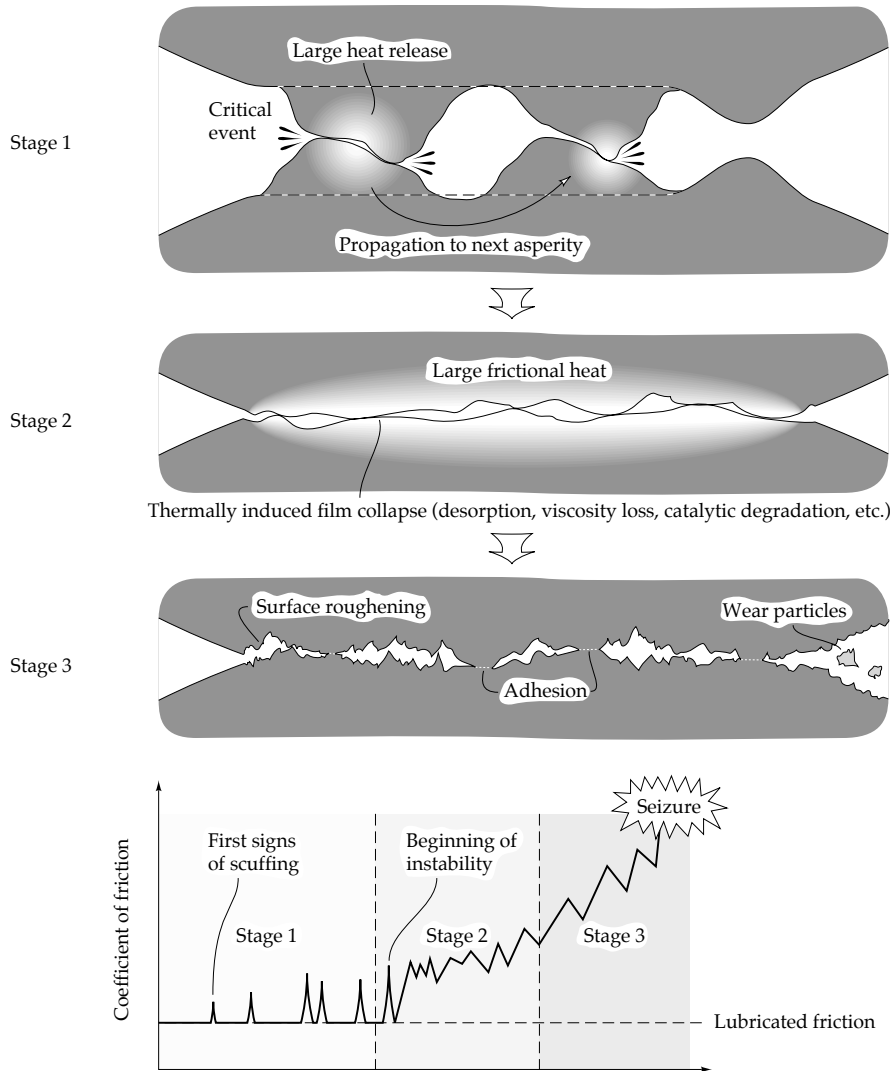 Large heat release
Critical
event
Stage 1
Propagation to next asperity
Large frictional heat
Stage 2
Thermally induced film collapse (desorption, viscosity loss, catalytic degradation, etc.)
Surface roughening
Wear particles
Stage 3
Adhesion
Seizure
First signs
of scuffing
Beginning of
instability
Coefficient of friction
Stage 1
Stage 2
Stage 3
Lubricated friction